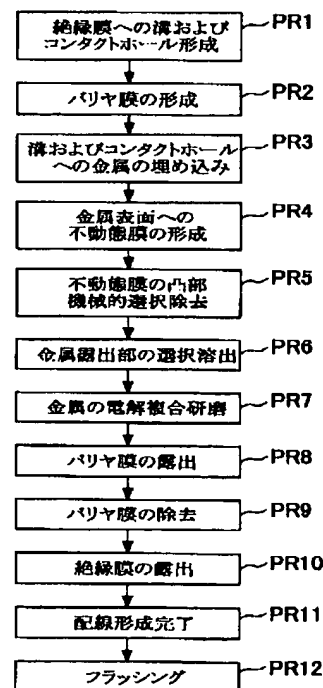 絶縁膜への溝および
コンタクトホール形成
PR1
バリヤ膜の形成
PR2
溝およびコンタクトホール
への金属の埋め込み
PR3
金属表面への
不動態膜の形成
PR4
不動態膜の凸部
機械的選択除去
PR5
金属露出部の選択溶出
PR6
金属の電解複合研磨
PR7
バリヤ膜の露出
PR8
バリヤ膜の除去
PR9
絶縁膜の露出
PR10
配線形成完了
PR11
フラッシング
PR12